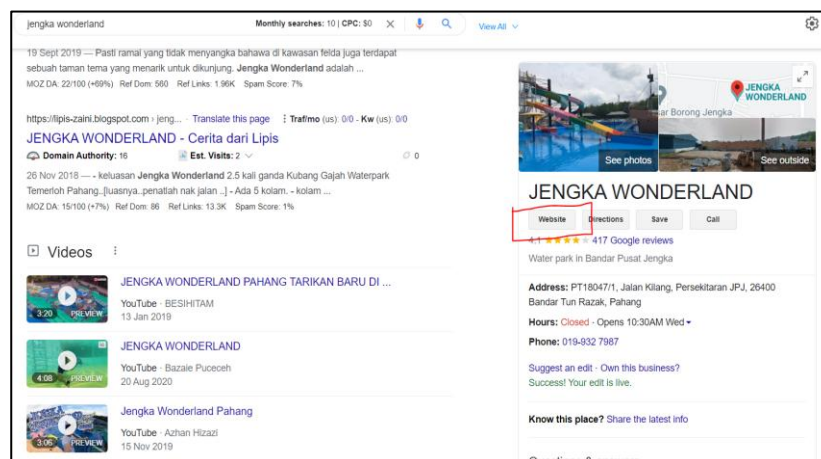 jengka wonderland
Monthly searches: 10 | CPC: $0
View All
19 Sept 2019 — Pasti ramai yang tidak menyangka bahawa di kawasan felda juga terdapat
sebuah taman tema yang menarik untuk dikunjung. Jengka Wonderland adalah ...
MOZ DA: 22/100 (+69%) Ref Dom: 560 Ref Links: 1.96K Spam Score: 7%
https://lipis-zaini.blogspot.com › jeng... · Translate this page Traf/mo (us): 0/0 - Kw (us): 0/0
JENGKA WONDERLAND - Cerita dari Lipis
Domain Authority: 16 Est. Visits: 2 0
26 Nov 2018 — - keluasan Jengka Wonderland 2.5 kali ganda Kubang Gajah Waterpark
Temerloh Pahang..[luasnya..penatlah nak jalan ..] - Ada 5 kolam. - kolam ...
MOZ DA: 15/100 (+7%) Ref Dom: 86 Ref Links: 13.3K Spam Score: 1%
Videos
JENGKA WONDERLAND PAHANG TARIKAN BARU DI ...
YouTube · BESIHITAM
13 Jan 2019
3:20 PREVIEW
JENGKA WONDERLAND
YouTube · Bazaie Puceceh
20 Aug 2020
4:08 PREVIEW
Jengka Wonderland Pahang
YouTube · Azhan Hizazi
15 Nov 2019
3:06 PREVIEW
JENGKA
WONDERLAND
ar Borong Jengka
See photos
See outside
JENGKA WONDERLAND
Website Directions Save Call
4.1 417 Google reviews
Water park in Bandar Pusat Jengka
Address: PT18047/1, Jalan Kilang, Persekitaran JPJ, 26400
Bandar Tun Razak, Pahang
Hours: Closed · Opens 10:30AM Wed
Phone: 019-932 7987
Suggest an edit · Own this business?
Success! Your edit is live.
Know this place? Share the latest info